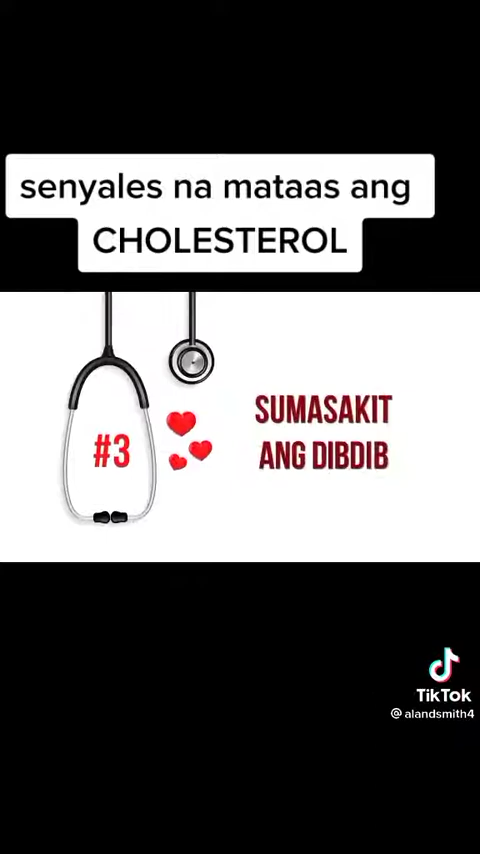 senyales na mataas ang
CHOLESTEROL
#3
SUMASAKIT
ANG DIBDIB
TikTok
@alandsmith4